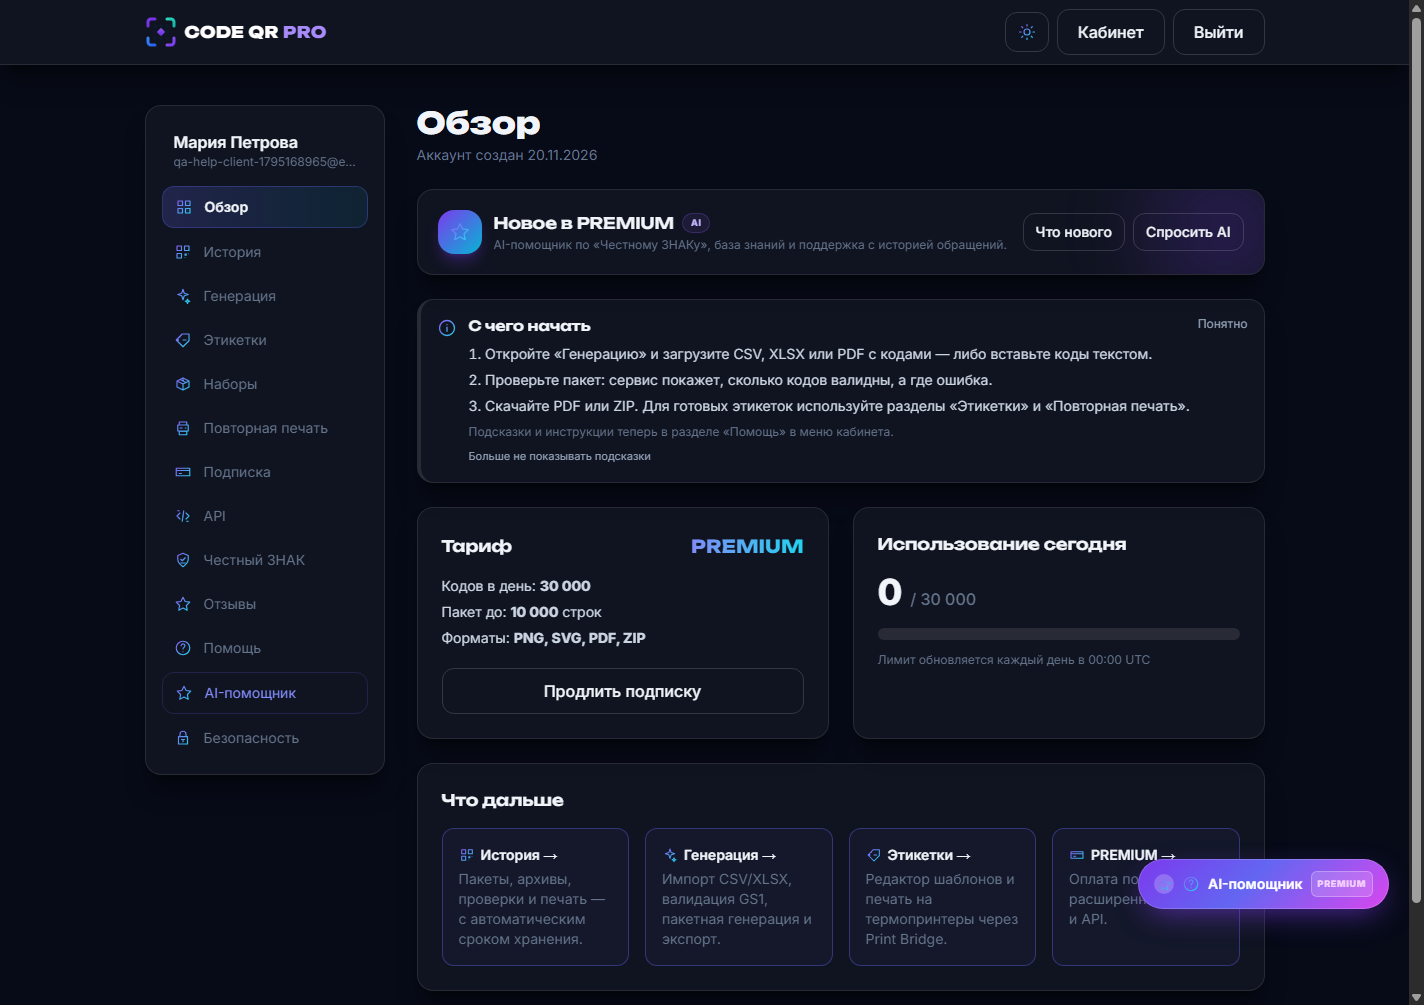 CODE QR PRO
Кабинет
Выйти
Мария Петрова
qa-help-client-1795168965@e...
Обзор
История
Генерация
Этикетки
Наборы
Повторная печать
Подписка
API
Честный ЗНАК
Отзывы
Помощь
AI-помощник
Безопасность
Обзор
Аккаунт создан 20.11.2026
Новое в PREMIUM AI
AI-помощник по «Честному ЗНАКу», база знаний и поддержка с историей обращений.
Что нового
Спросить AI
С чего начать
Понятно
1. Откройте «Генерацию» и загрузите CSV, XLSX или PDF с кодами — либо вставьте коды текстом.
2. Проверьте пакет: сервис покажет, сколько кодов валидны, а где ошибка.
3. Скачайте PDF или ZIP. Для готовых этикеток используйте разделы «Этикетки» и «Повторная печать».
Подсказки и инструкции теперь в разделе «Помощь» в меню кабинета.
Больше не показывать подсказки
Тариф
PREMIUM
Кодов в день: 30 000
Пакет до: 10 000 строк
Форматы: PNG, SVG, PDF, ZIP
Продлить подписку
Использование сегодня
0 / 30 000
Лимит обновляется каждый день в 00:00 UTC
Что дальше
История →
Пакеты, архивы,
проверки и печать —
с автоматическим
сроком хранения.
Генерация →
Импорт CSV/XLSX,
валидация GS1,
пакетная генерация и
экспорт.
Этикетки →
Редактор шаблонов и
печать на
термопринтеры через
Print Bridge.
PREMIUM →
Оплата
и API.
AI-помощник PREMIUM